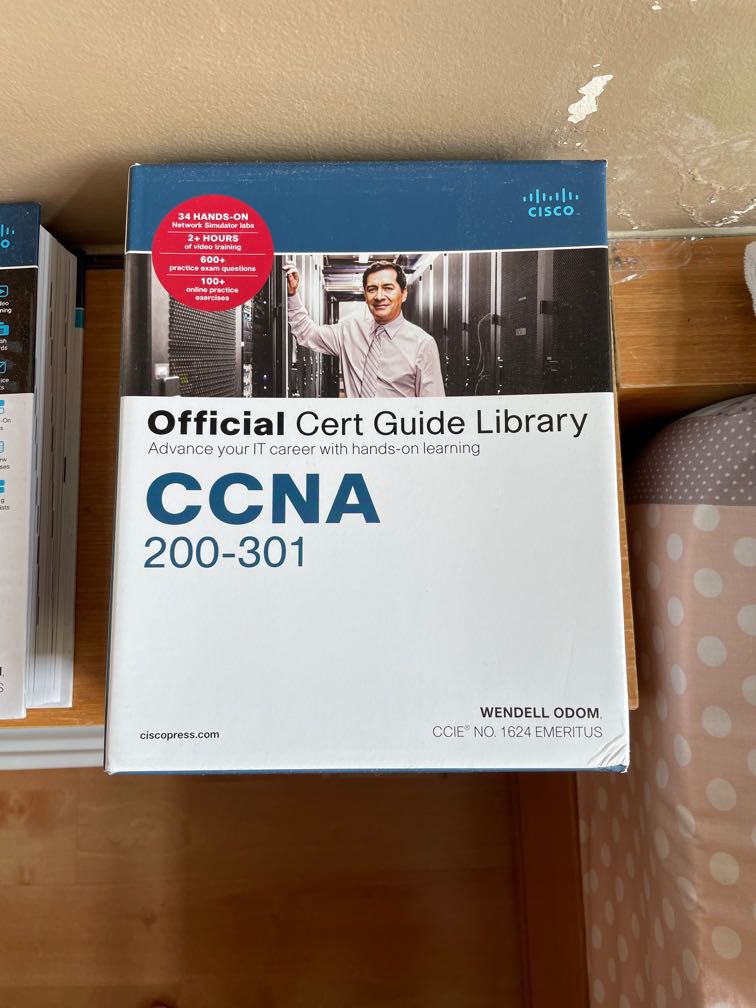 CISCO
34 HANDS-ON
Network Simulator labs
2+ HOURS
of video training
600+
practice exam questions
100+
online practice
exercises
Official Cert Guide Library
Advance your IT career with hands-on learning
CCNA
200-301
WENDELL ODOM,
CCIE® NO. 1624 EMERITUS
ciscopress.com